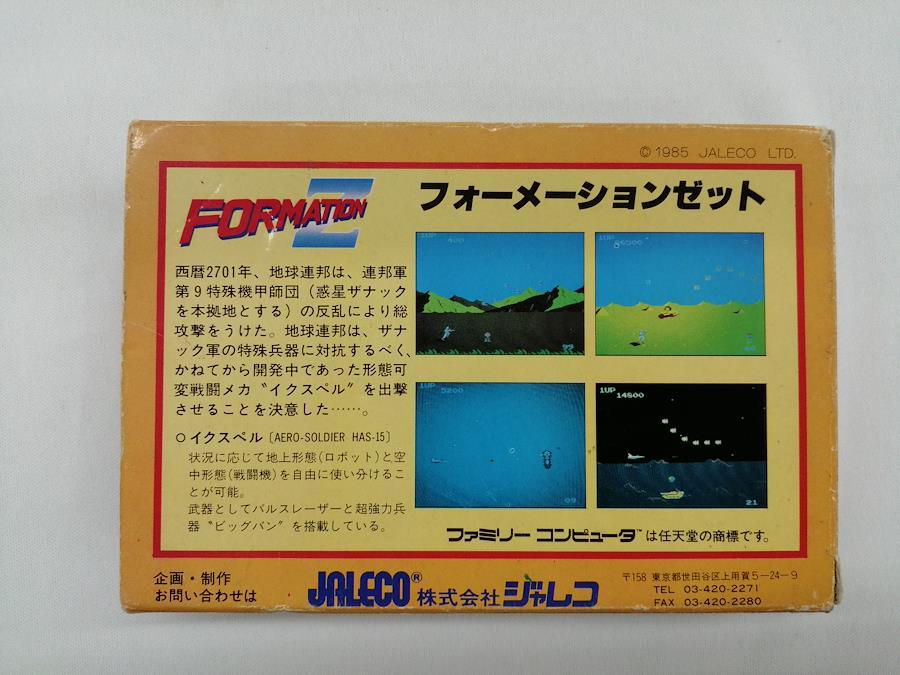 ©1985 JALECO LTD.
FORMATION Z
フォーメーションゼット
西暦2701年、地球連邦は、連邦軍
第9特殊機甲師団（惑星ザナック
を本拠地とする）の反乱により総
攻撃をうけた。地球連邦は、ザナ
ック軍の特殊兵器に対抗するべく、
かねてから開発中であった形態可
変戦闘メカ〝イクスペル〟を出撃
させることを決意した……。
○イクスペル〔AERO-SOLDIER HAS-15〕
状況に応じて地上形態(ロボット)と空
中形態(戦闘機)を自由に使い分けるこ
とが可能。
武器としてパルスレーザーと超強力兵
器〝ビッグバン〟を搭載している。
1UP
400
99
1UP
1UP
5200
09
1UP
14800
21
ファミリー コンピュータ™は任天堂の商標です。
企画・制作
お問い合わせは
JALECO® 株式会社ジャレコ
〒158 東京都世田谷区上用賀5-24-9
TEL 03-420-2271
FAX 03-420-2280